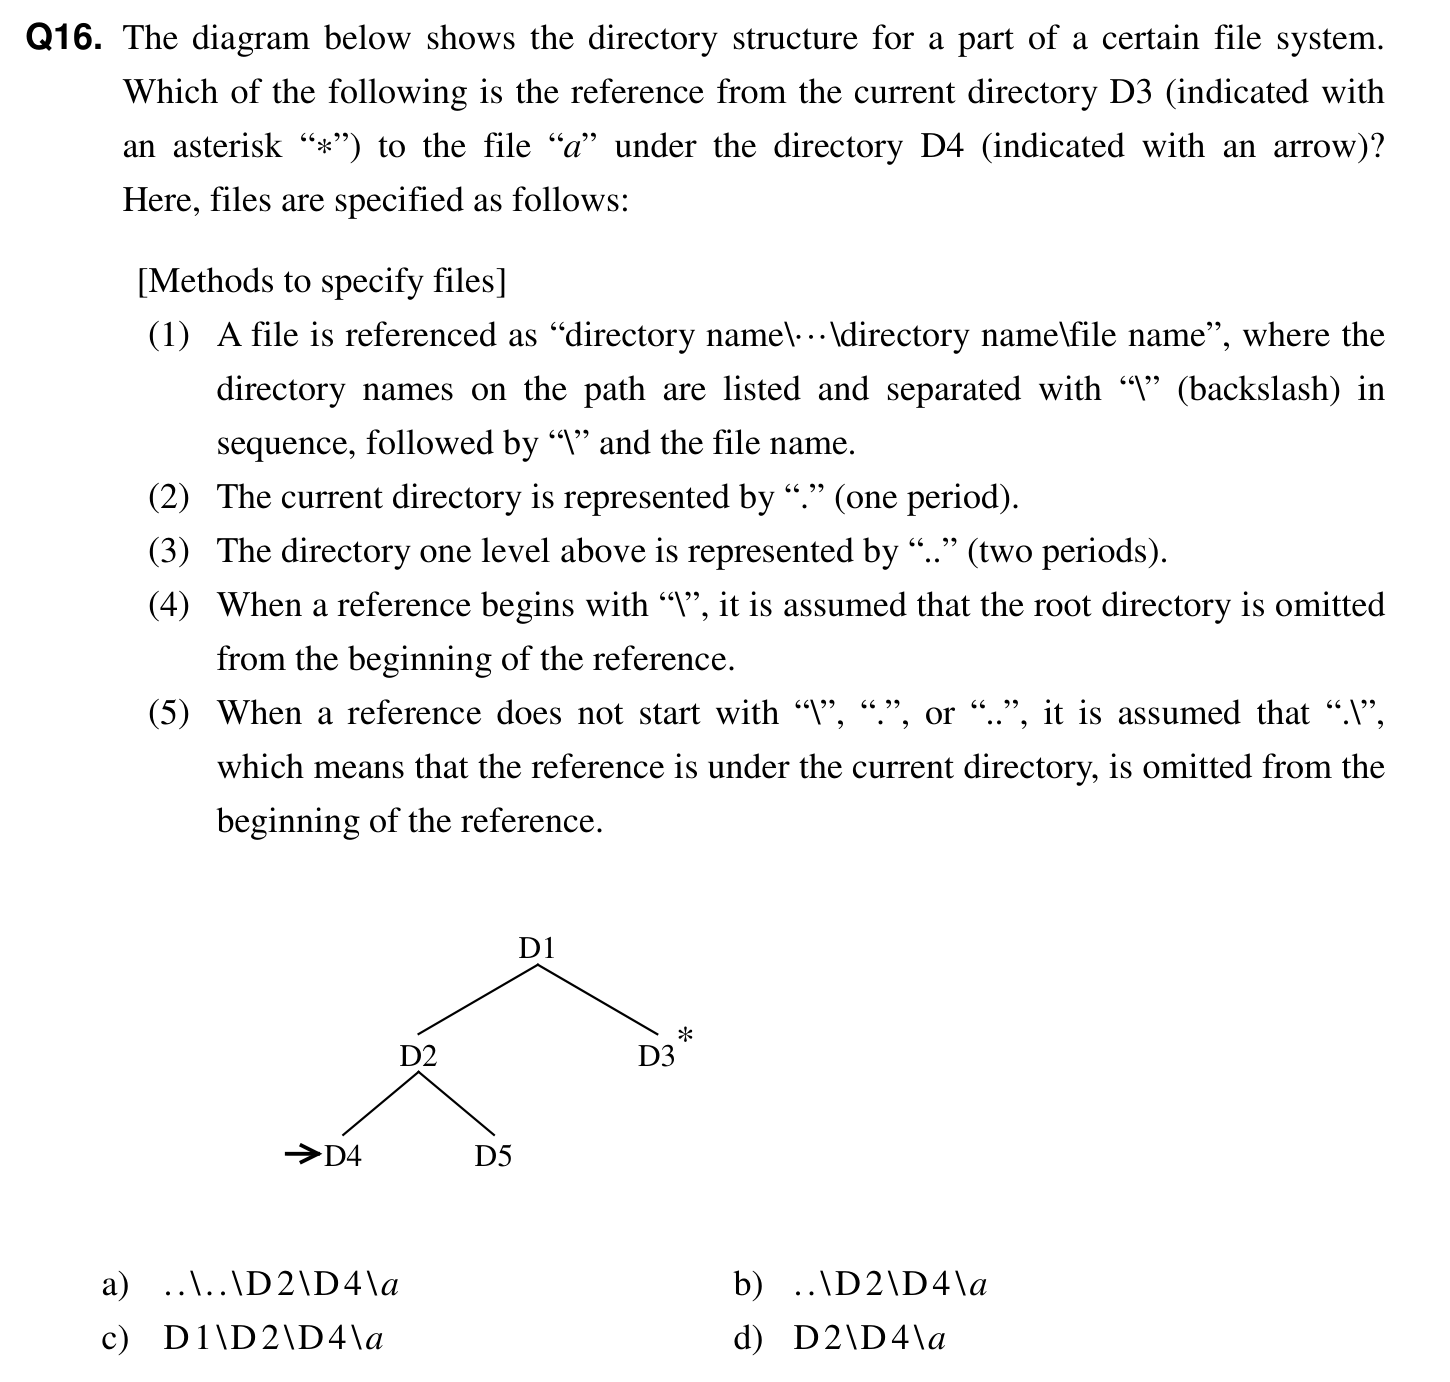 Q16. The diagram below shows the directory structure for a part of a certain file system.
Which of the following is the reference from the current directory D3 (indicated with
an asterisk “*”) to the file “a” under the directory D4 (indicated with an arrow)?
Here, files are specified as follows:
[Methods to specify files]
(1) A file is referenced as “directory name\···\directory name\file name”, where the
directory names on the path are listed and separated with “\” (backslash) in
sequence, followed by “\” and the file name.
(2) The current directory is represented by “.” (one period).
(3) The directory one level above is represented by “..” (two periods).
(4) When a reference begins with “\”, it is assumed that the root directory is omitted
from the beginning of the reference.
(5) When a reference does not start with “\”, “.”, or “..”, it is assumed that “.\”,
which means that the reference is under the current directory, is omitted from the
beginning of the reference.
D1
D2 D3*
→D4 D5
a) ..\..\D2\D4\a b) ..\D2\D4\a
c) D1\D2\D4\a d) D2\D4\a